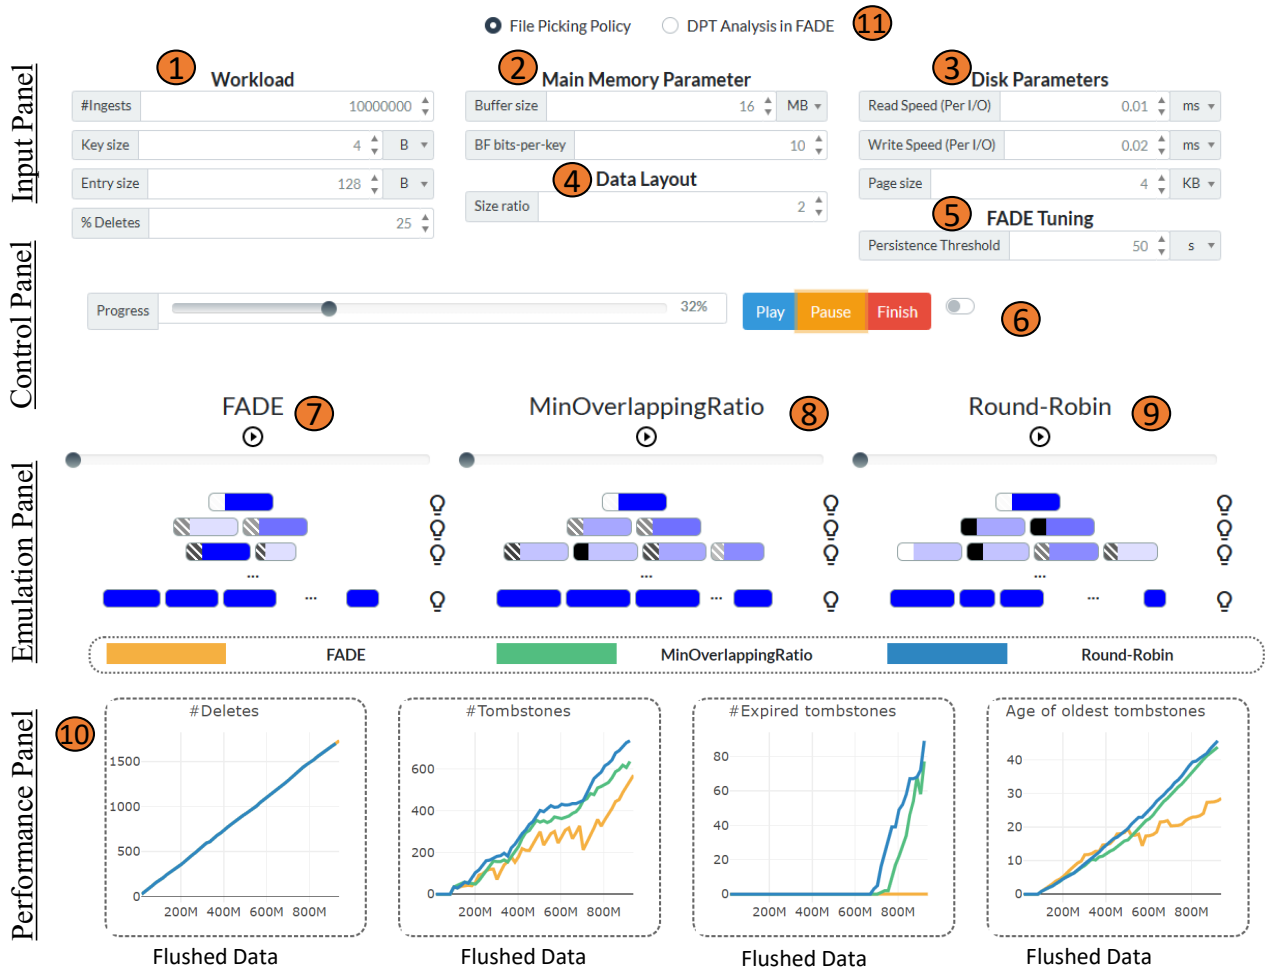 File Picking Policy DPT Analysis in FADE 11
Input Panel
1 Workload
#Ingests 10000000
Key size 4 B
Entry size 128 B
% Deletes 25
2 Main Memory Parameter
Buffer size 16 MB
BF bits-per-key 10
4 Data Layout
Size ratio 2
3 Disk Parameters
Read Speed (Per I/O) 0.01 ms
Write Speed (Per I/O) 0.02 ms
Page size 4 KB
5 FADE Tuning
Persistence Threshold 50 s
Control Panel
Progress 32% Play Pause Finish 6
Emulation Panel
FADE 7 MinOverlappingRatio 8 Round-Robin 9
... ... ...
... ... ...
FADE MinOverlappingRatio Round-Robin
Performance Panel
10
#Deletes
1500
1000
500
0
200M 400M 600M 800M
Flushed Data
#Tombstones
600
400
200
0
200M 400M 600M 800M
Flushed Data
#Expired tombstones
80
60
40
20
0
200M 400M 600M 800M
Flushed Data
Age of oldest tombstones
40
30
20
10
0
200M 400M 600M 800M
Flushed Data